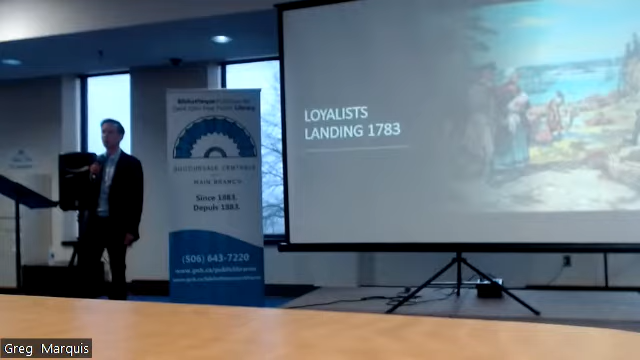 LOYALISTS
LANDING 1783
Bibliothèque
SUCCURSALE CENTRALE
MAIN BRANCH
Since 1883.
Depuis 1883.
(506) 643-7220
Greg Marquis